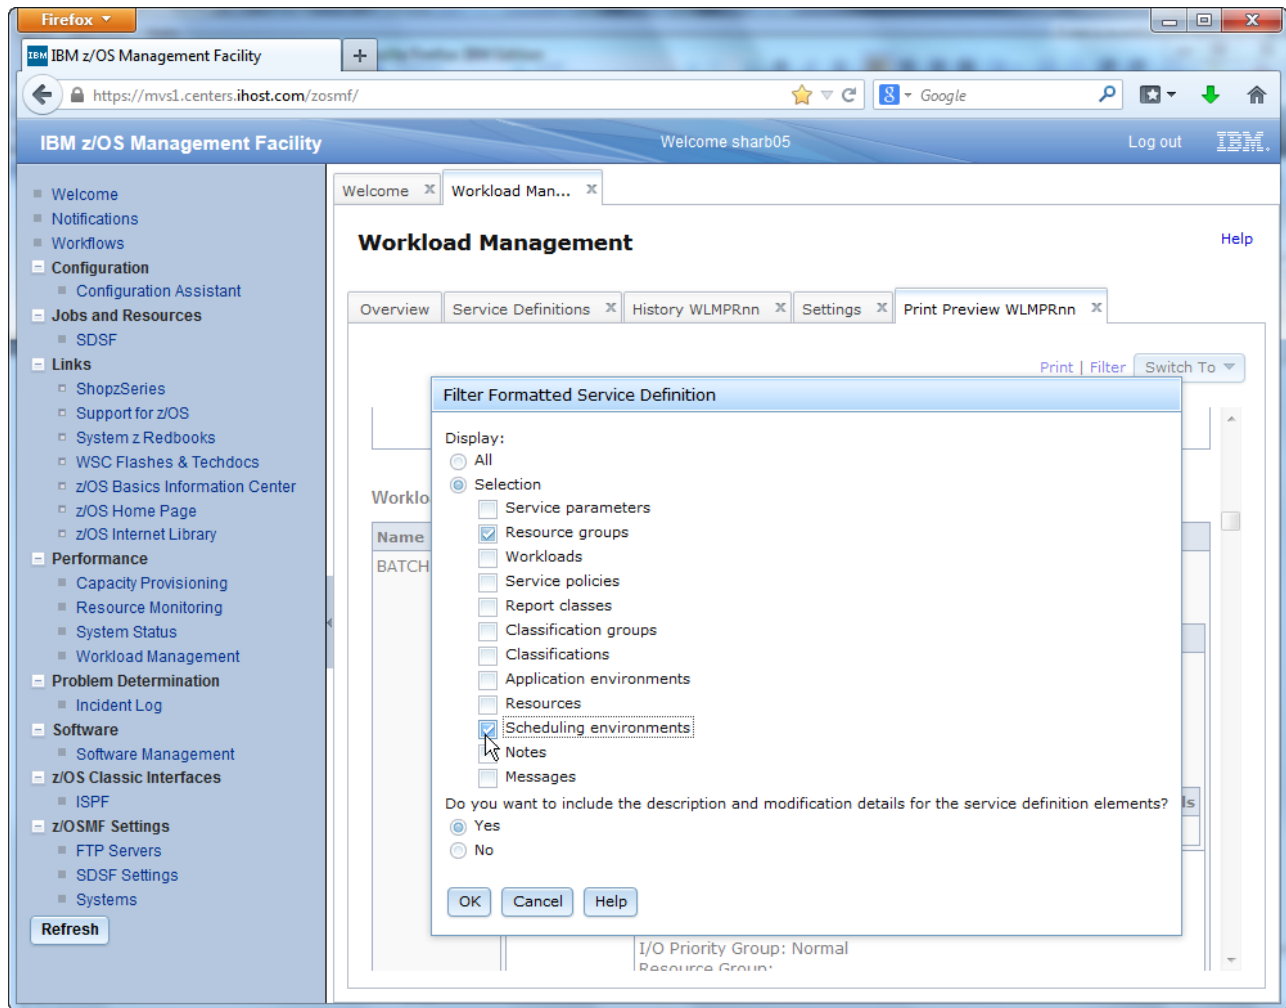 Firefox
IBM IBM z/OS Management Facility
https://mvs1.centers.ihost.com/zosmf/
Google
IBM z/OS Management Facility
Welcome sharb05
Log out
IBM.
Welcome
Notifications
Workflows
Configuration
Configuration Assistant
Jobs and Resources
SDSF
Links
ShopzSeries
Support for z/OS
System z Redbooks
WSC Flashes & Techdocs
z/OS Basics Information Center
z/OS Home Page
z/OS Internet Library
Performance
Capacity Provisioning
Resource Monitoring
System Status
Workload Management
Problem Determination
Incident Log
Software
Software Management
z/OS Classic Interfaces
ISPF
z/OSMF Settings
FTP Servers
SDSF Settings
Systems
Refresh
Welcome
Workload Man...
Workload Management
Help
Overview
Service Definitions
History WLMPRnn
Settings
Print Preview WLMPRnn
Print | Filter
Switch To
Worklo
Name
BATCH
Filter Formatted Service Definition
Display:
All
Selection
Service parameters
Resource groups
Workloads
Service policies
Report classes
Classification groups
Classifications
Application environments
Resources
Scheduling environments
Notes
Messages
Do you want to include the description and modification details for the service definition elements?
Yes
No
OK
Cancel
Help
ls
I/O Priority Group: Normal
Resource Group: